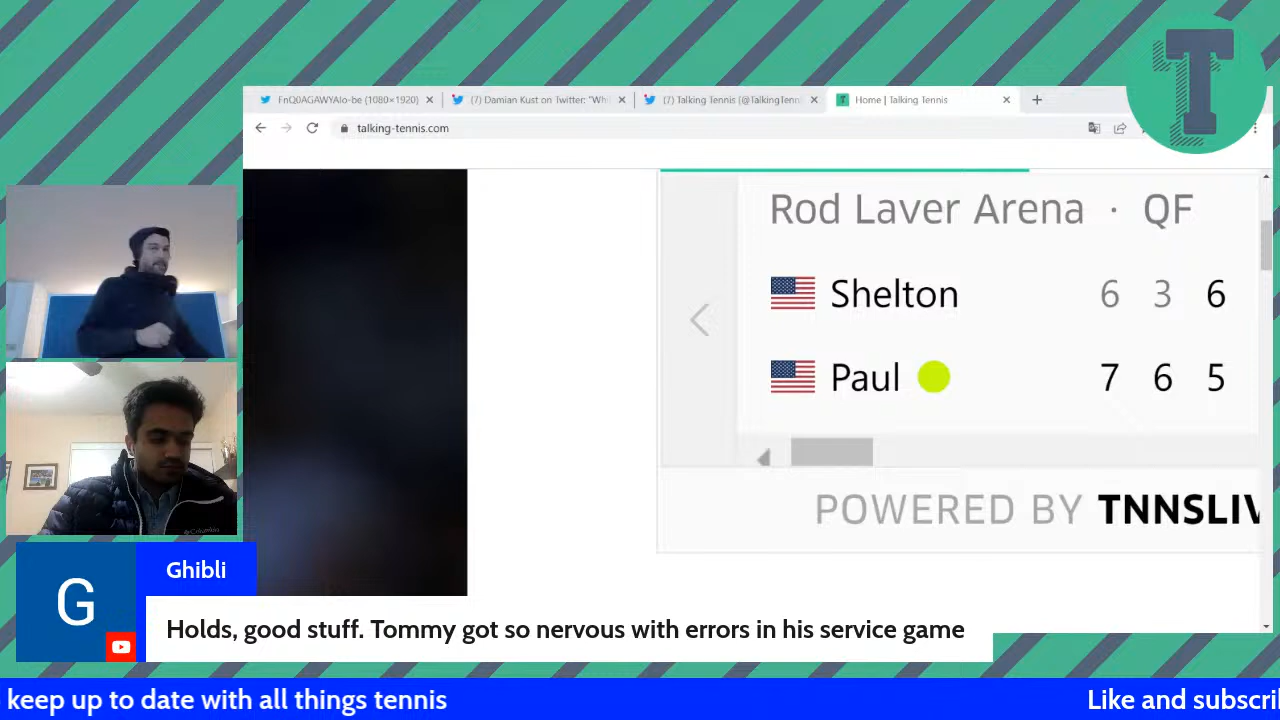 T
FnQ0AGAWYAIo-be (1080×1920)
(7) Damian Kust on Twitter: "Whi
(7) Talking Tennis (@TalkingTenni
Home | Talking Tennis
talking-tennis.com
Rod Laver Arena · QF
Shelton 6 3 6
Paul 7 6 5
POWERED BY TNNSLIV
G
Ghibli
Holds, good stuff. Tommy got so nervous with errors in his service game
keep up to date with all things tennis
Like and subscri